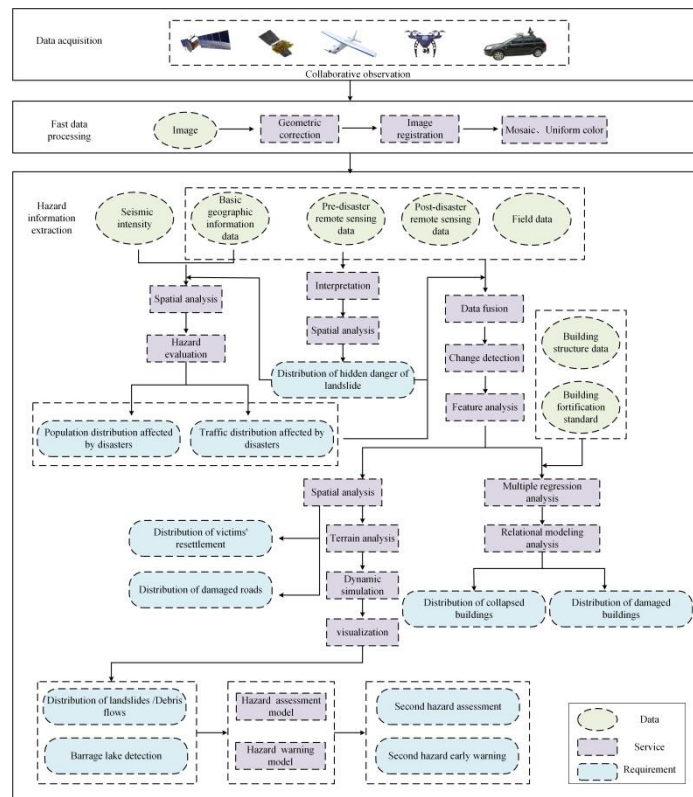 Data acquisition
Collaborative observation
Fast data
processing
Image
Geometric
correction
Image
registration
Mosaic、Uniform color
Hazard
information
extraction
Seismic
intensity
Basic
geographic
information
data
Pre-disaster
remote sensing
data
Post-disaster
remote sensing
data
Field data
Spatial analysis
Hazard
evaluation
Interpretation
Spatial analysis
Distribution of hidden danger of
landslide
Data fusion
Change detection
Feature analysis
Building
structure data
Building
fortification
standard
Population distribution affected
by disasters
Traffic distribution affected by
disasters
Spatial analysis
Terrain analysis
Dynamic
simulation
visualization
Distribution of victims'
resettlement
Distribution of damaged roads
Multiple regression
analysis
Relational modeling
analysis
Distribution of collapsed
buildings
Distribution of damaged
buildings
Distribution of landslides /Debris
flows
Barrage lake detection
Hazard assessment
model
Hazard warning
model
Second hazard assessment
Second hazard early warning
Data
Service
Requirement